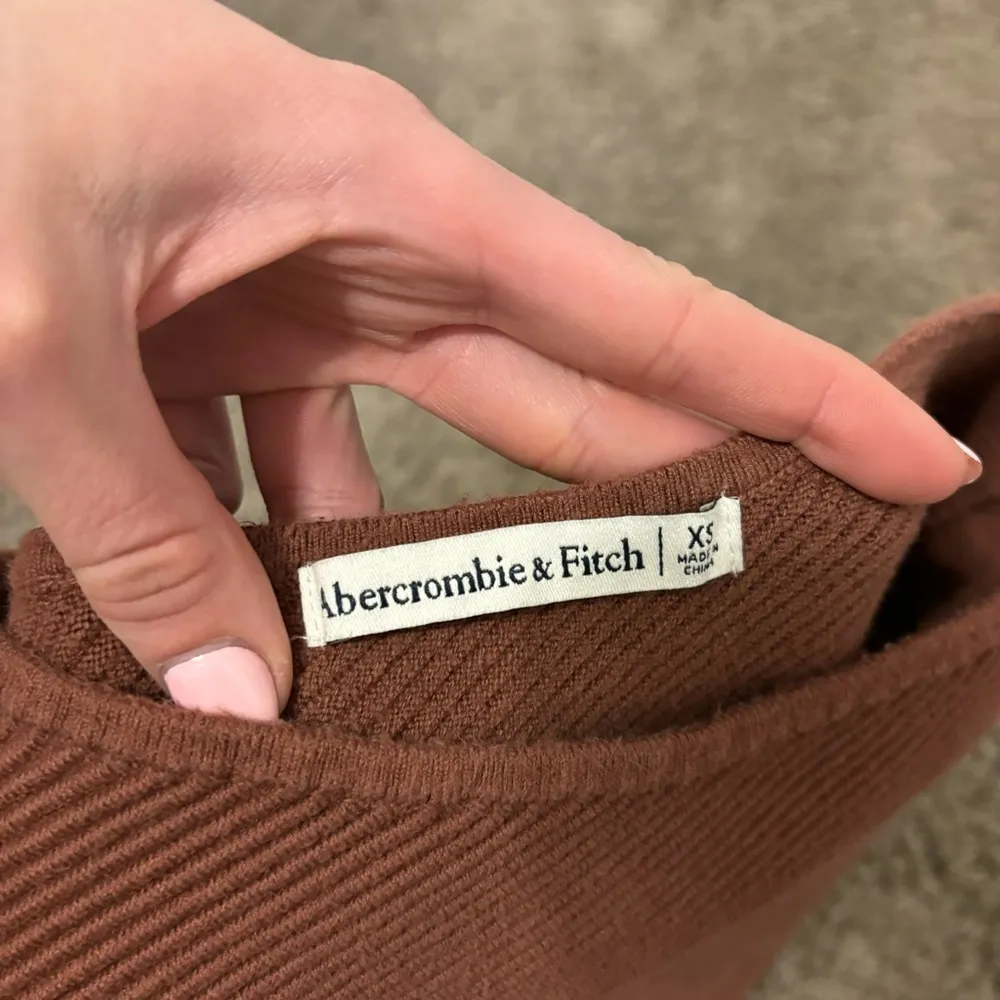 Abercrombie & Fitch | XS
MADE IN
CHINA